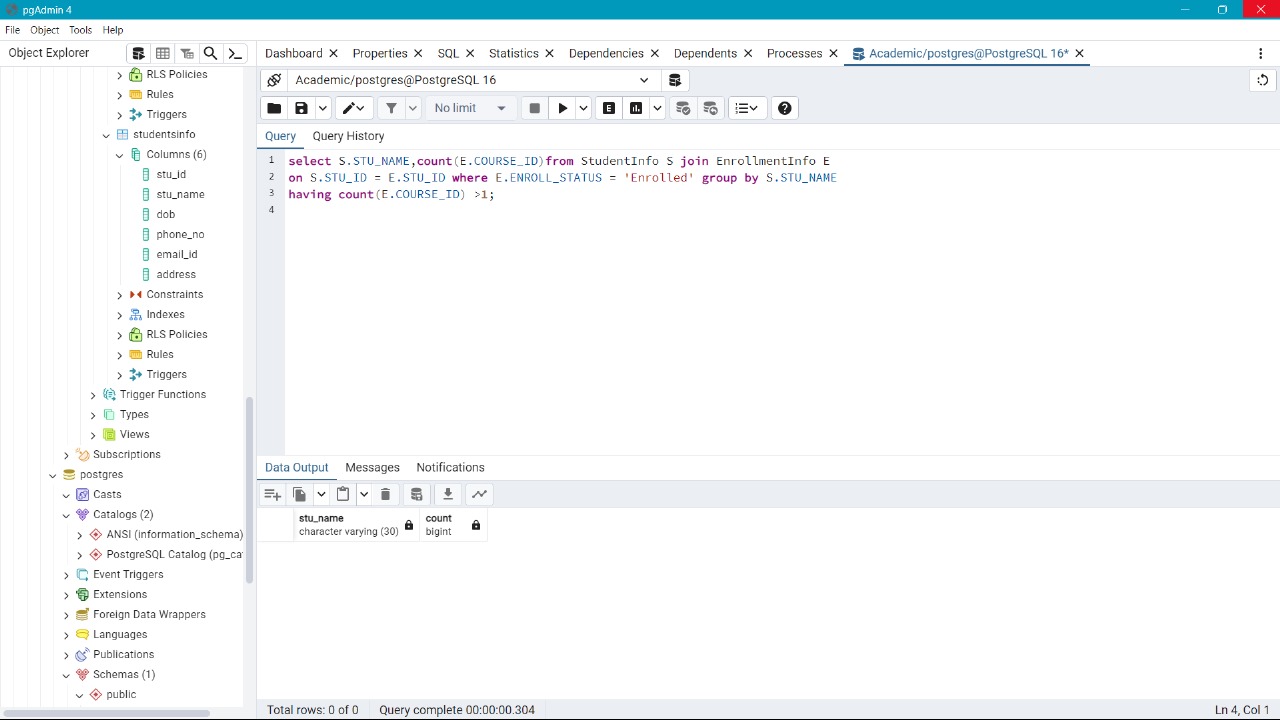 pgAdmin 4
File Object Tools Help
Object Explorer
Dashboard Properties SQL Statistics Dependencies Dependents Processes Academic/postgres@PostgreSQL 16*
Academic/postgres@PostgreSQL 16
No limit
E
Query Query History
1 select S.STU_NAME,count(E.COURSE_ID)from StudentInfo S join EnrollmentInfo E
2 on S.STU_ID = E.STU_ID where E.ENROLL_STATUS = 'Enrolled' group by S.STU_NAME
3 having count(E.COURSE_ID) >1;
4
RLS Policies
Rules
Triggers
studentsinfo
Columns (6)
stu_id
stu_name
dob
phone_no
email_id
address
Constraints
Indexes
RLS Policies
Rules
Triggers
Trigger Functions
Types
Views
Subscriptions
postgres
Casts
Catalogs (2)
ANSI (information_schema)
PostgreSQL Catalog (pg_ca
Event Triggers
Extensions
Foreign Data Wrappers
Languages
Publications
Schemas (1)
public
Data Output Messages Notifications
stu_name
character varying (30)
count
bigint
Total rows: 0 of 0 Query complete 00:00:00.304
Ln 4, Col 1